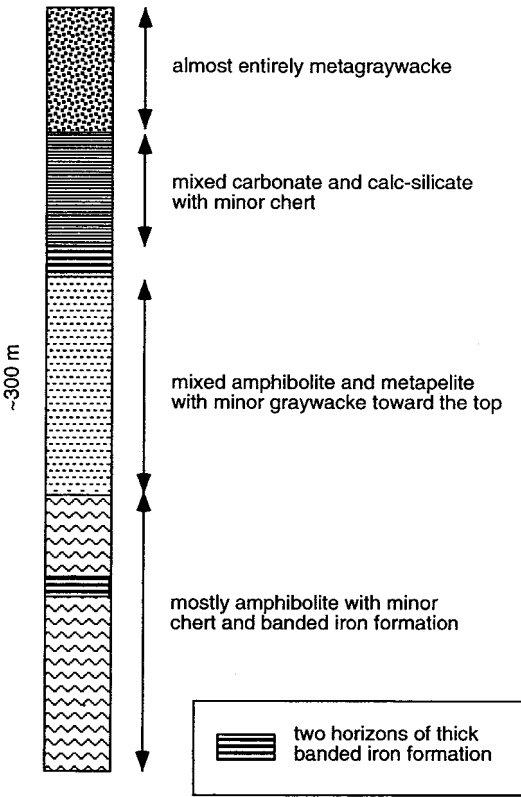 almost entirely metagraywacke
mixed carbonate and calc-silicate
with minor chert
~300 m
mixed amphibolite and metapelite
with minor graywacke toward the top
mostly amphibolite with minor
chert and banded iron formation
two horizons of thick
banded iron formation